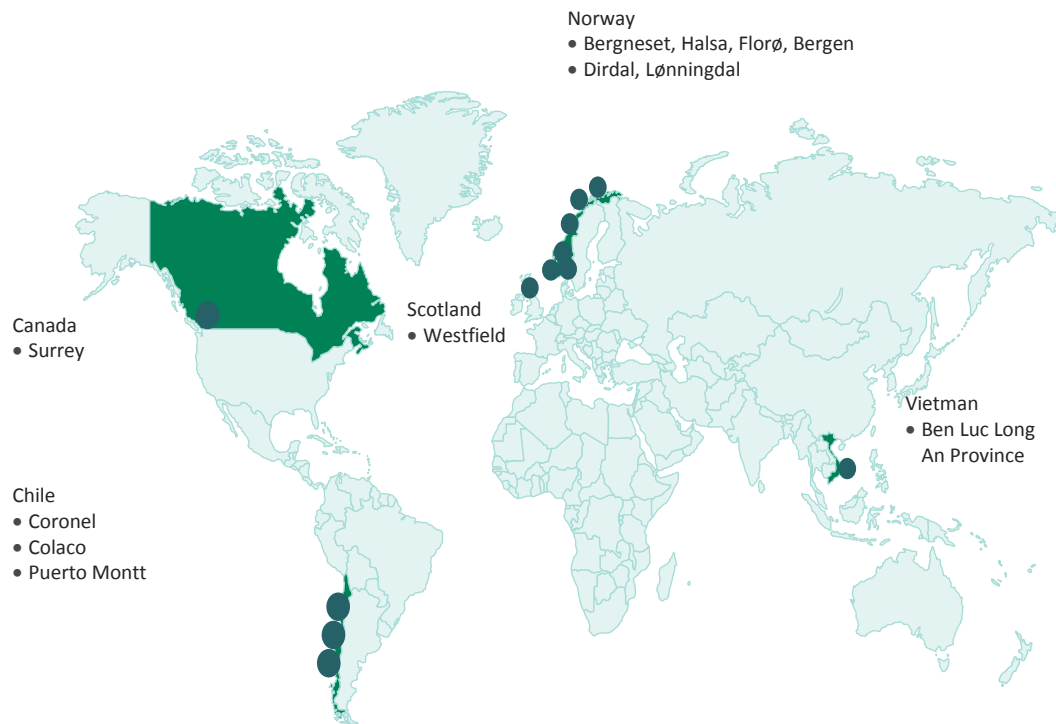 Norway
• Bergneset, Halsa, Florø, Bergen
• Dirdal, Lønningdal
Canada
• Surrey
Scotland
• Westfield
Vietman
• Ben Luc Long
An Province
Chile
• Coronel
• Colaco
• Puerto Montt